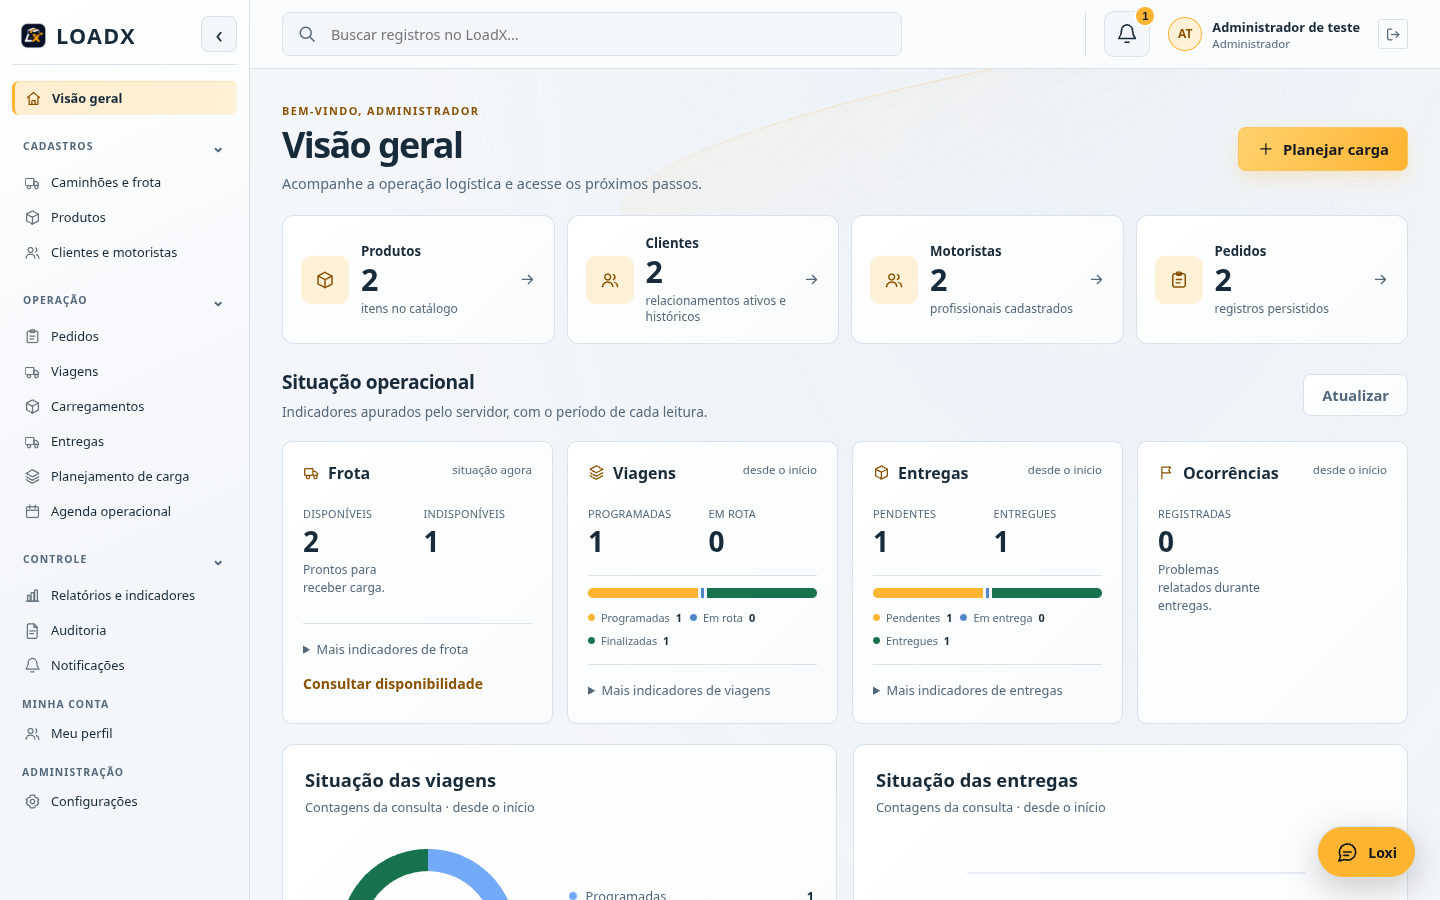 LOADX
Visão geral
CADASTROS
Caminhões e frota
Produtos
Clientes e motoristas
OPERAÇÃO
Pedidos
Viagens
Carregamentos
Entregas
Planejamento de carga
Agenda operacional
CONTROLE
Relatórios e indicadores
Auditoria
Notificações
MINHA CONTA
Meu perfil
ADMINISTRAÇÃO
Configurações
Buscar registros no LoadX...
1
AT
Administrador de teste
Administrador
BEM-VINDO, ADMINISTRADOR
Visão geral
Acompanhe a operação logística e acesse os próximos passos.
Planejar carga
Produtos
2
itens no catálogo
Clientes
2
relacionamentos ativos e
históricos
Motoristas
2
profissionais cadastrados
Pedidos
2
registros persistidos
Situação operacional
Indicadores apurados pelo servidor, com o período de cada leitura.
Atualizar
Frota situação agora
DISPONÍVEIS INDISPONÍVEIS
2 1
Prontos para
receber carga.
Mais indicadores de frota
Consultar disponibilidade
Viagens desde o início
PROGRAMADAS EM ROTA
1 0
Programadas 1 Em rota 0
Finalizadas 1
Mais indicadores de viagens
Entregas desde o início
PENDENTES ENTREGUES
1 1
Pendentes 1 Em entrega 0
Entregues 1
Mais indicadores de entregas
Ocorrências desde o início
REGISTRADAS
0
Problemas
relatados durante
entregas.
Situação das viagens
Contagens da consulta · desde o início
Programadas 1
Situação das entregas
Contagens da consulta · desde o início
Loxi